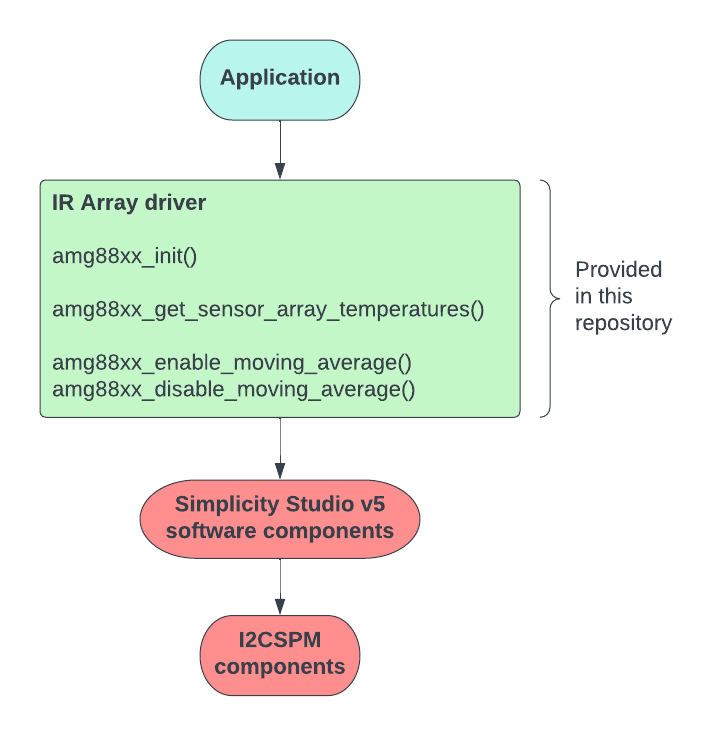 Application
IR Array driver
amg88xx_init()
amg88xx_get_sensor_array_temperatures()
amg88xx_enable_moving_average()
amg88xx_disable_moving_average()
Provided
in this
repository
Simplicity Studio v5
software components
I2CSPM
components